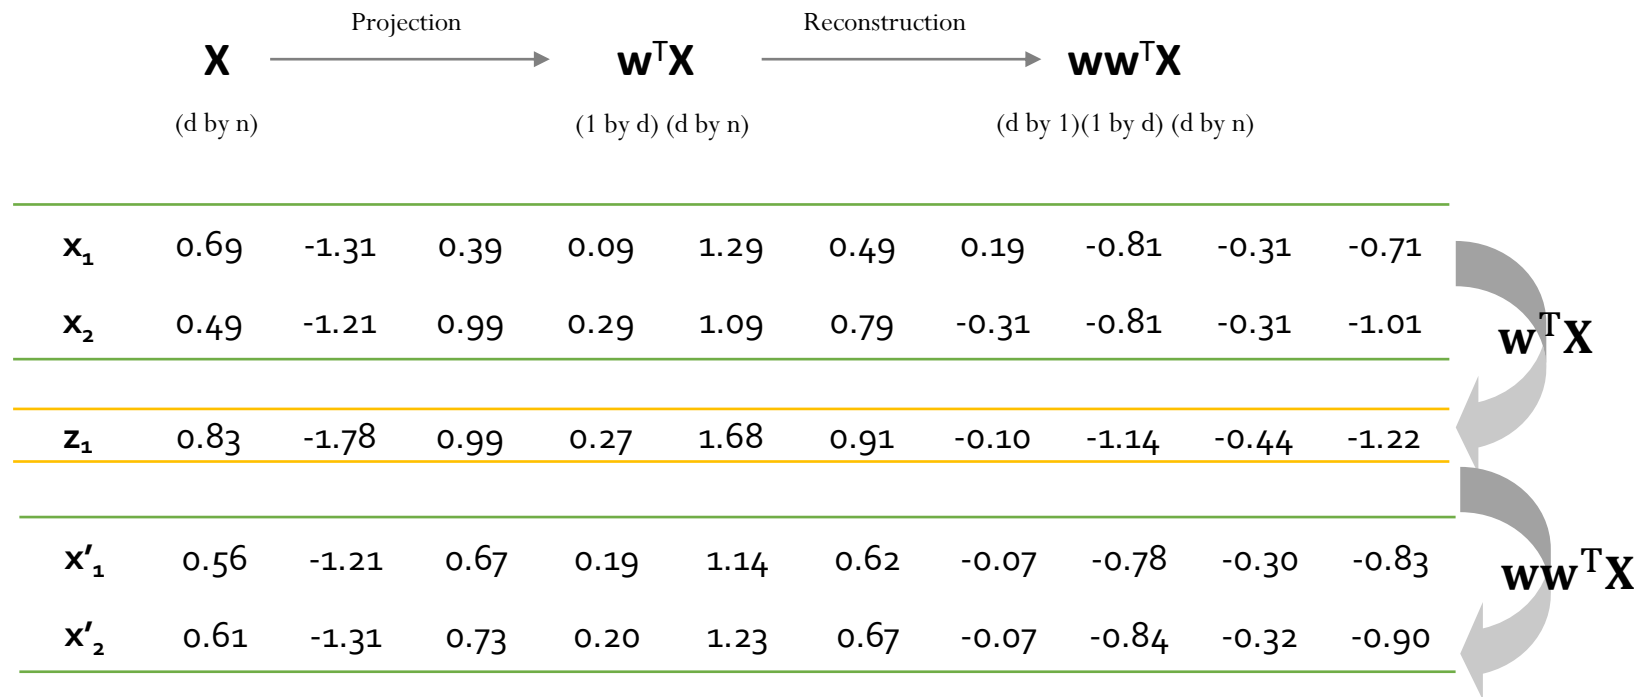 Projection Reconstruction
X wᵀX wwᵀX
(d by n) (1 by d) (d by n) (d by 1)(1 by d) (d by n)
x₁ 0.69 -1.31 0.39 0.09 1.29 0.49 0.19 -0.81 -0.31 -0.71
x₂ 0.49 -1.21 0.99 0.29 1.09 0.79 -0.31 -0.81 -0.31 -1.01
wᵀX
z₁ 0.83 -1.78 0.99 0.27 1.68 0.91 -0.10 -1.14 -0.44 -1.22
x′₁ 0.56 -1.21 0.67 0.19 1.14 0.62 -0.07 -0.78 -0.30 -0.83
wwᵀX
x′₂ 0.61 -1.31 0.73 0.20 1.23 0.67 -0.07 -0.84 -0.32 -0.90